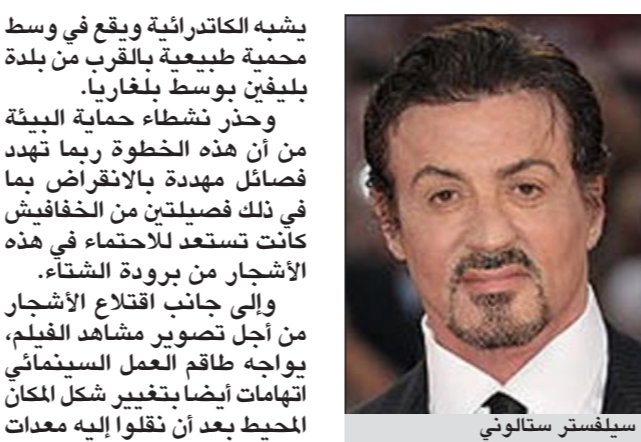 يشبه الكاتدرائية ويقع في وسط
محمية طبيعية بالقرب من بلدة
بليفين بوسط بلغاريا.
وحذر نشطاء حماية البيئة
من أن هذه الخطوة ربما تهدد
فصائل مهددة بالانقراض بما
في ذلك فصيلتين من الخفافيش
كانت تستعد للاحتماء في هذه
الأشجار من برودة الشتاء.
وإلى جانب اقتلاع الأشجار
من أجل تصوير مشاهد الفيلم،
يواجه طاقم العمل السينمائي
اتهامات أيضا بتغيير شكل المكان
المحيط بعد أن نقلوا إليه معدات
سيلفستر ستالوني